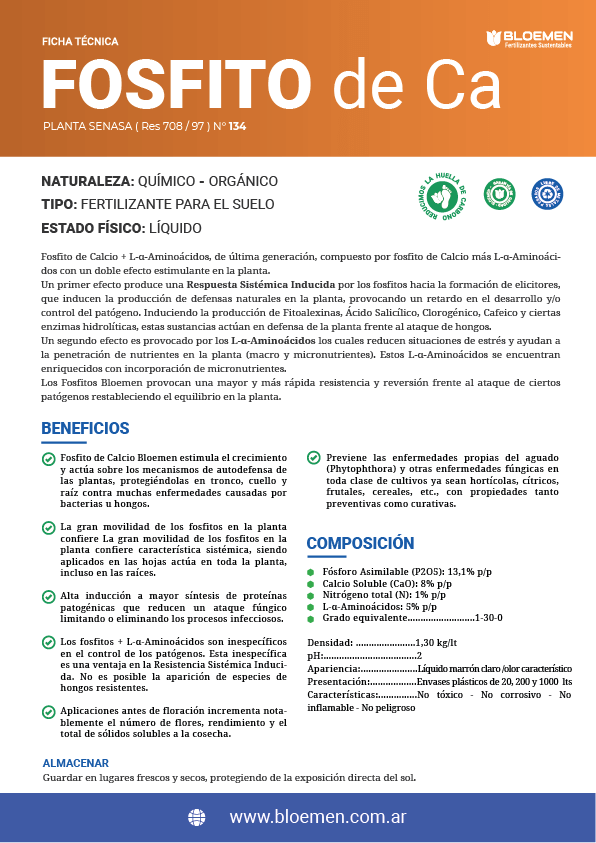 FICHA TÉCNICA
BLOEMEN
Fertilizantes Sustentables
FOSFITO de Ca
PLANTA SENASA ( Res 708 / 97 ) N° 134
NATURALEZA: QUÍMICO - ORGÁNICO
TIPO: FERTILIZANTE PARA EL SUELO
ESTADO FÍSICO: LÍQUIDO
REDUCIMOS LA HUELLA DE CARBONO
Fosfito de Calcio + L-α-Aminoácidos, de última generación, compuesto por fosfito de Calcio más L-α-Aminoáci-
dos con un doble efecto estimulante en la planta.
Un primer efecto produce una Respuesta Sistémica Inducida por los fosfitos hacia la formación de elicitores,
que inducen la producción de defensas naturales en la planta, provocando un retardo en el desarrollo y/o
control del patógeno. Induciendo la producción de Fitoalexinas, Ácido Salicílico, Clorogénico, Cafeico y ciertas
enzimas hidrolíticas, estas sustancias actúan en defensa de la planta frente al ataque de hongos.
Un segundo efecto es provocado por los L-α-Aminoácidos los cuales reducen situaciones de estrés y ayudan a
la penetración de nutrientes en la planta (macro y micronutrientes). Estos L-α-Aminoácidos se encuentran
enriquecidos con incorporación de micronutrientes.
Los Fosfitos Bloemen provocan una mayor y más rápida resistencia y reversión frente al ataque de ciertos
patógenos restableciendo el equilibrio en la planta.
BENEFICIOS
Fosfito de Calcio Bloemen estimula el crecimiento
y actúa sobre los mecanismos de autodefensa de
las plantas, protegiéndolas en tronco, cuello y
raíz contra muchas enfermedades causadas por
bacterias u hongos.
La gran movilidad de los fosfitos en la planta
confiere La gran movilidad de los fosfitos en la
planta confiere característica sistémica, siendo
aplicados en las hojas actúa en toda la planta,
incluso en las raíces.
Alta inducción a mayor síntesis de proteínas
patogénicas que reducen un ataque fúngico
limitando o eliminando los procesos infecciosos.
Los fosfitos + L-α-Aminoácidos son inespecíficos
en el control de los patógenos. Esta inespecífica
es una ventaja en la Resistencia Sistémica Induci-
da. No es posible la aparición de especies de
hongos resistentes.
Aplicaciones antes de floración incrementa nota-
blemente el número de flores, rendimiento y el
total de sólidos solubles a la cosecha.
Previene las enfermedades propias del aguado
(Phytophthora) y otras enfermedades fúngicas en
toda clase de cultivos ya sean hortícolas, cítricos,
frutales, cereales, etc., con propiedades tanto
preventivas como curativas.
COMPOSICIÓN
Fósforo Asimilable (P2O5): 13,1% p/p
Calcio Soluble (CaO): 8% p/p
Nitrógeno total (N): 1% p/p
L-α-Aminoácidos: 5% p/p
Grado equivalente..........................1-30-0
Densidad: .......................1,30 kg/lt
pH:....................................2
Apariencia:......................Líquido marrón claro /olor característico
Presentación:..................Envases plásticos de 20, 200 y 1000 lts
Características:...............No tóxico - No corrosivo - No
inflamable - No peligroso
ALMACENAR
Guardar en lugares frescos y secos, protegiendo de la exposición directa del sol.
www.bloemen.com.ar